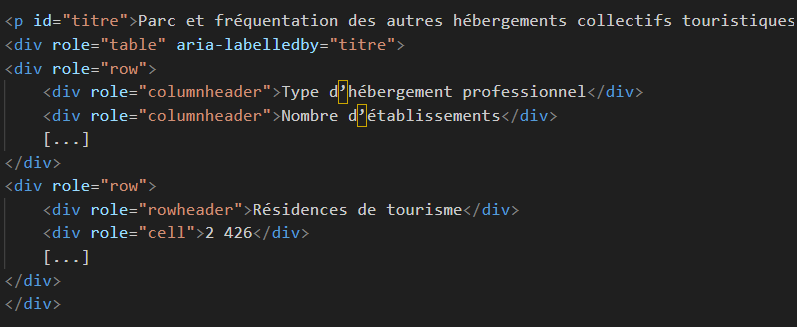 <p id="titre">Parc et fréquentation des autres hébergements collectifs touristiques
<div role="table" aria-labelledby="titre">
<div role="row">
<div role="columnheader">Type d’hébergement professionnel</div>
<div role="columnheader">Nombre d’établissements</div>
[...]
</div>
<div role="row">
<div role="rowheader">Résidences de tourisme</div>
<div role="cell">2 426</div>
[...]
</div>
</div>